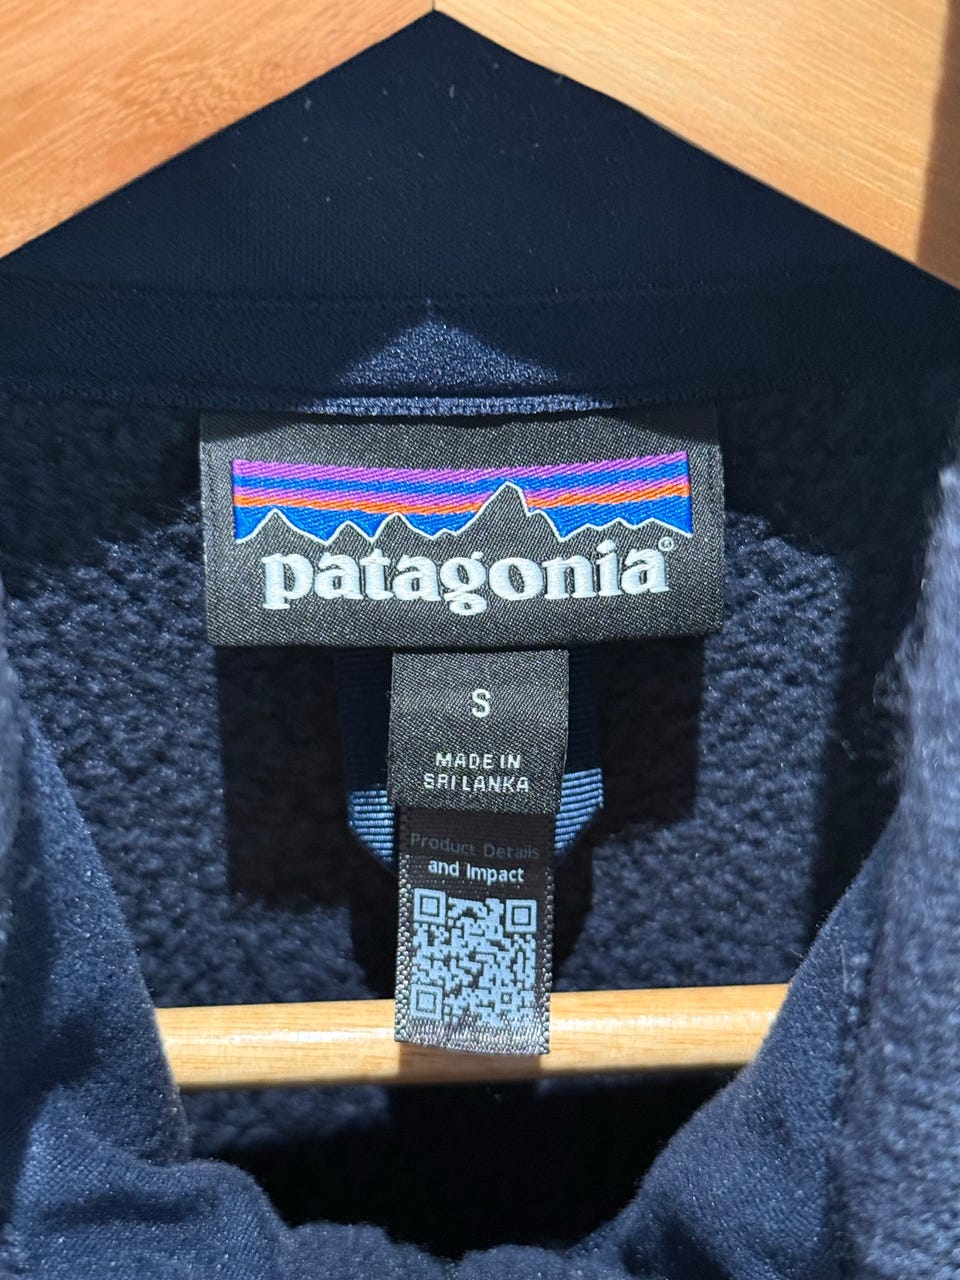 patagonia®
S
MADE IN
SRI LANKA
Product Details
and Impact